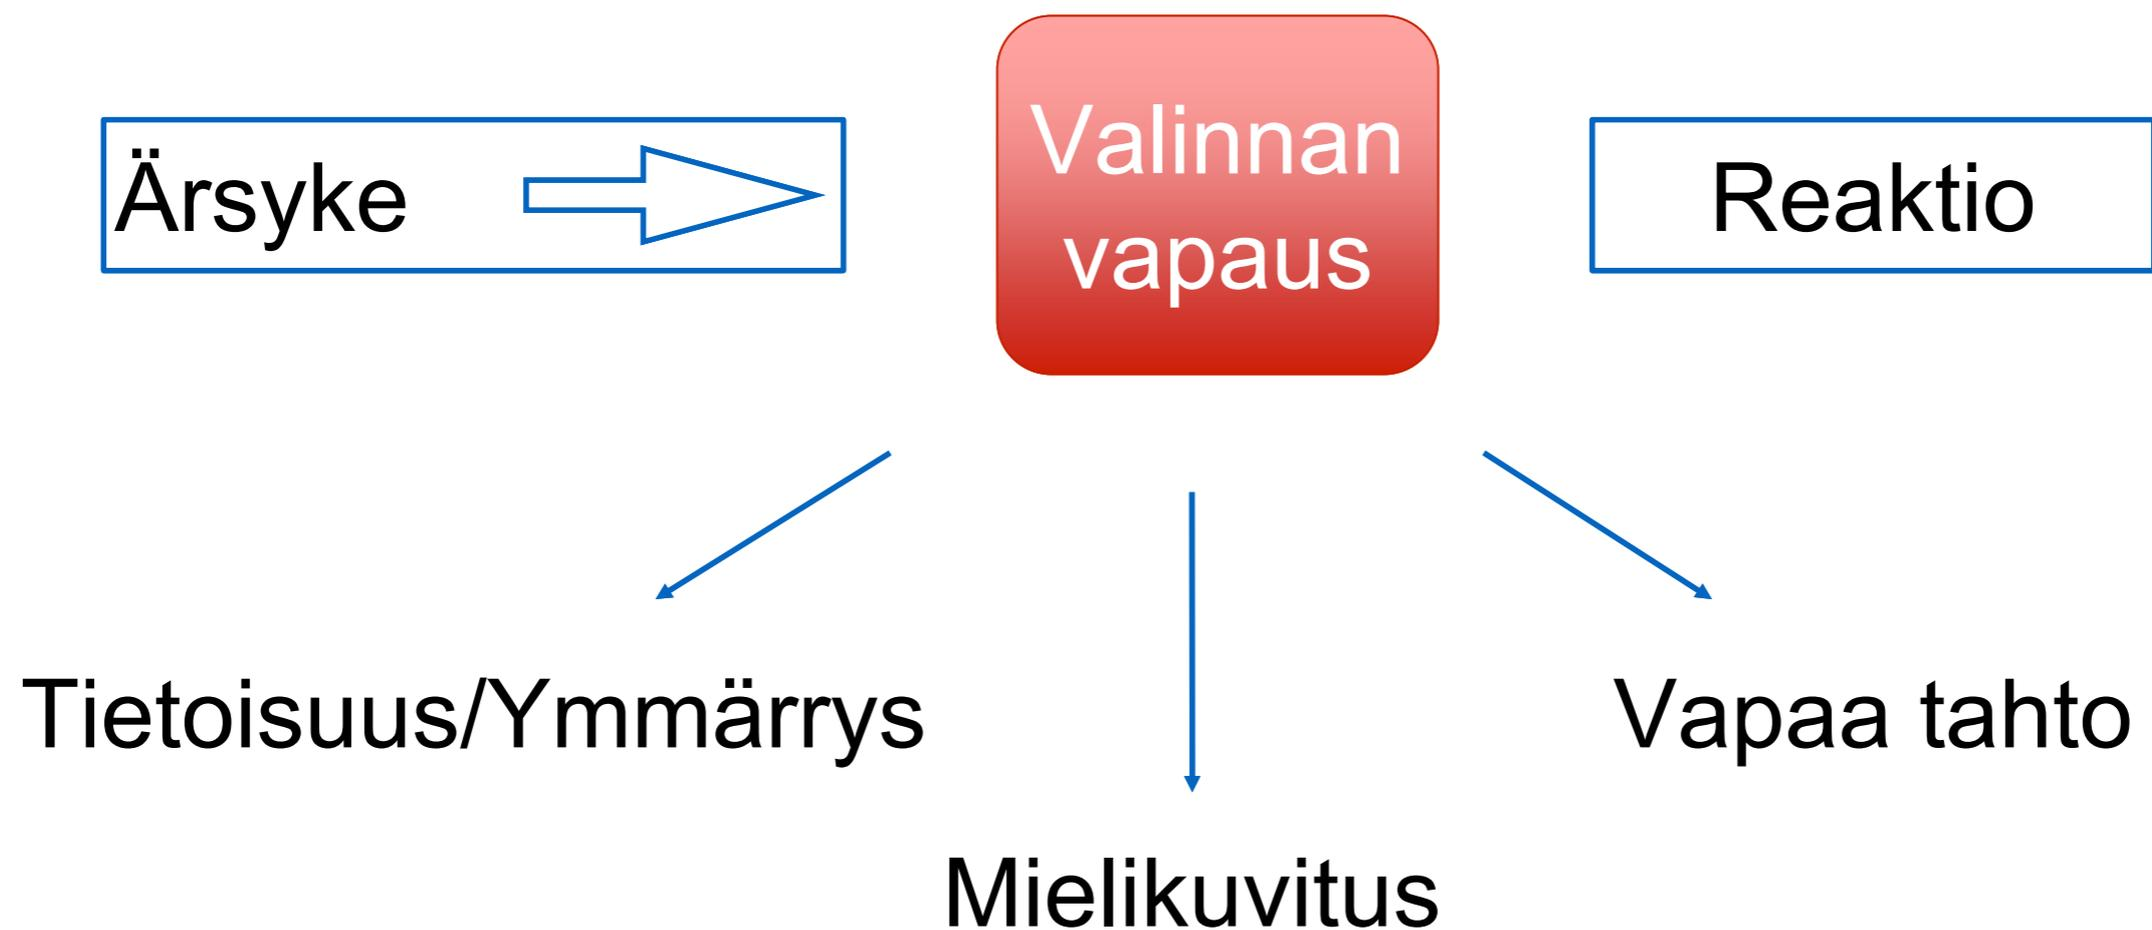 Ärsyke
Valinnan
vapaus
Reaktio
Tietoisuus/Ymmärrys
Vapaa tahto
Mielikuvitus